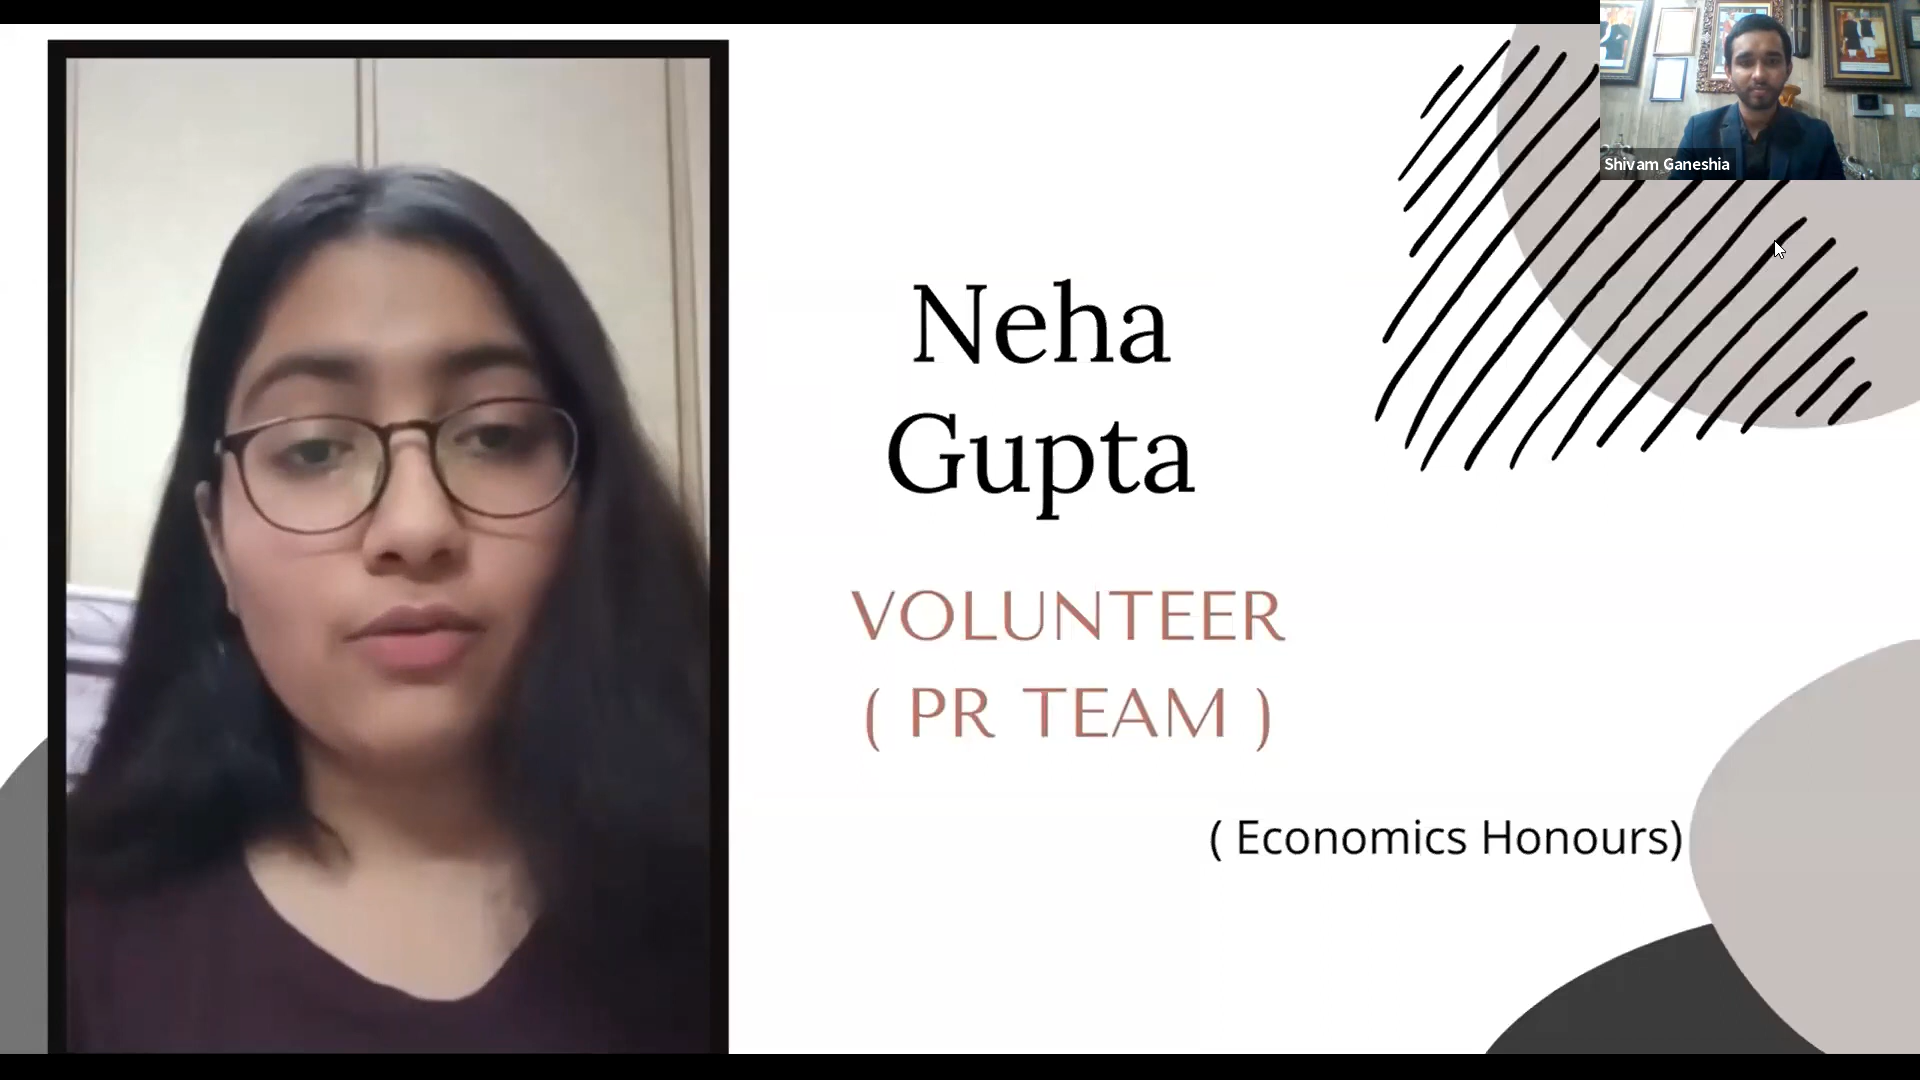 Shivam Ganeshia
Neha
Gupta
VOLUNTEER
( PR TEAM )
( Economics Honours)